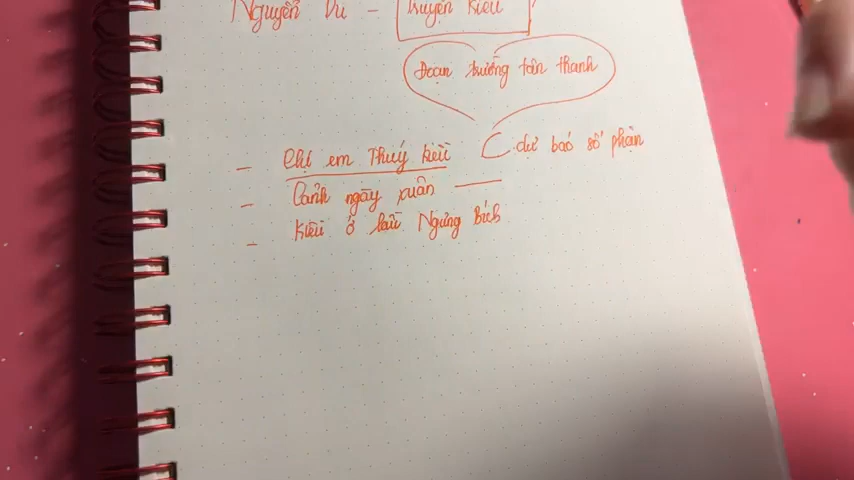 Nguyễn Du - Truyện Kiều
Đoạn trường tân thanh
- Chị em Thuý Kiều
dự báo số phận
- Cảnh ngày xuân
- Kiều ở lầu Ngưng Bích